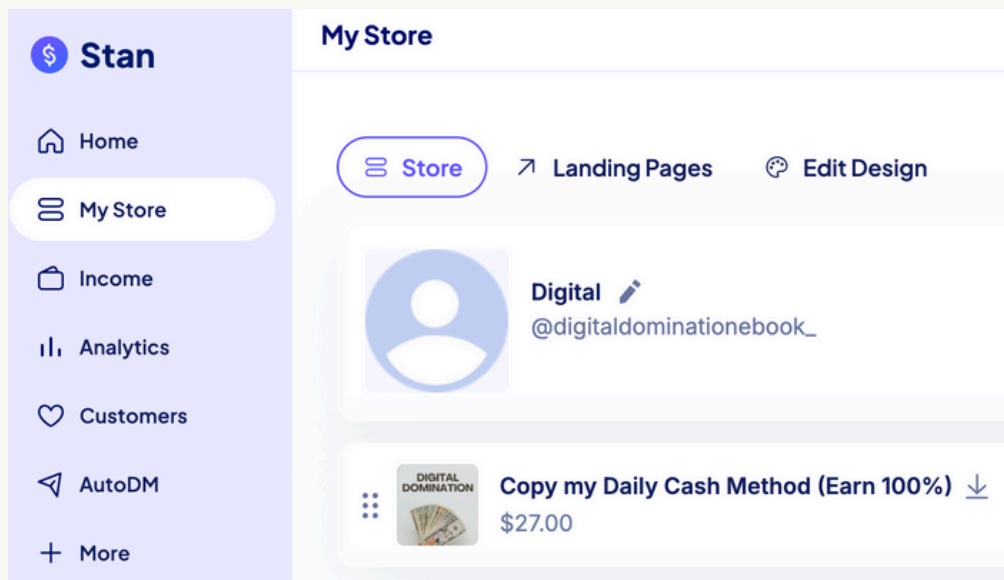 Stan
My Store
Home
My Store
Income
Analytics
Customers
AutoDM
More
Store
Landing Pages
Edit Design
Digital
@digitaldominationebook_
DIGITAL
DOMINATION
Copy my Daily Cash Method (Earn 100%)
$27.00